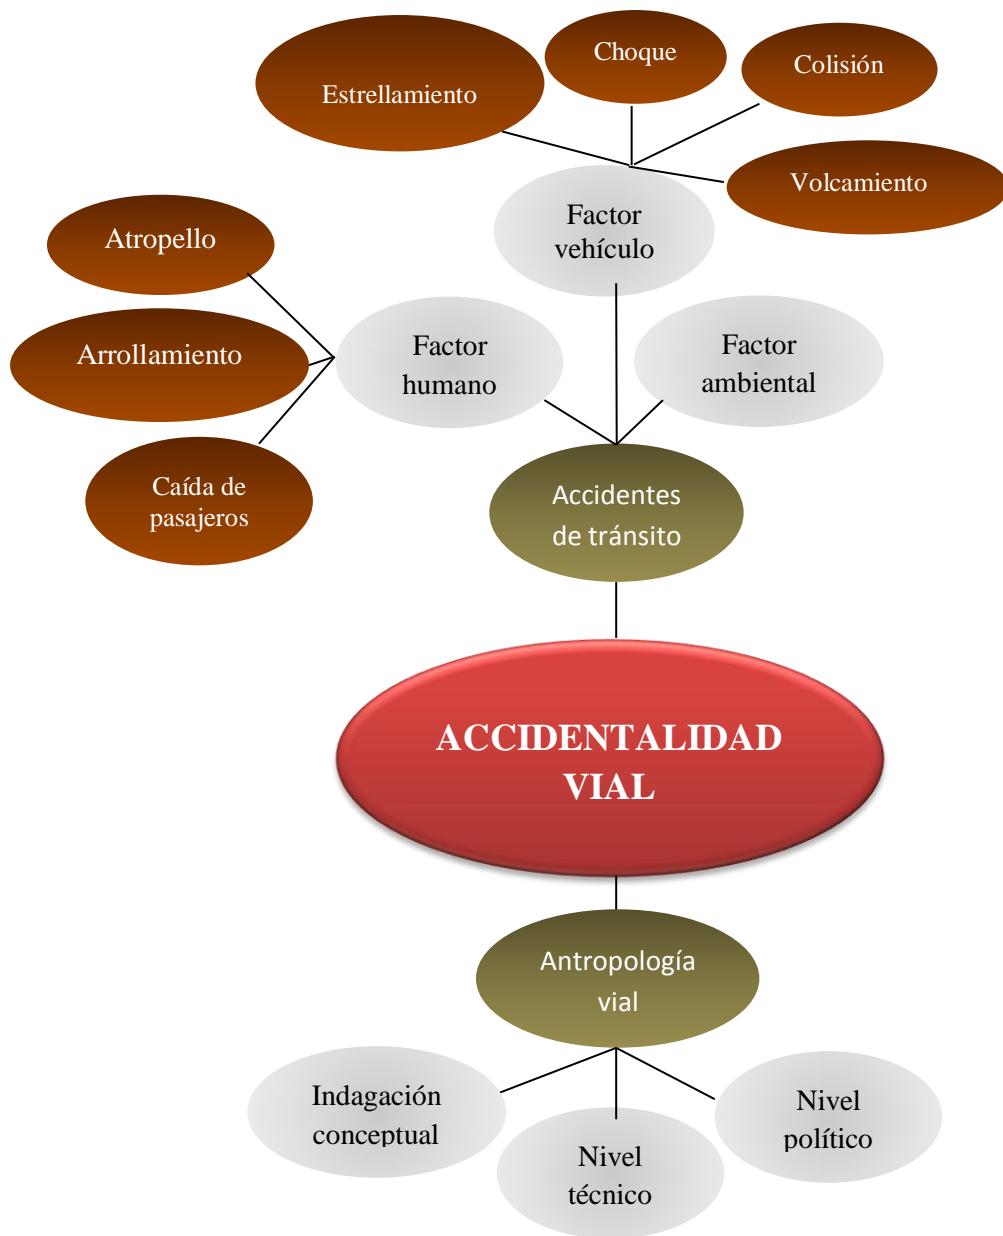 Choque
Colisión
Estrellamiento
Volcamiento
Factor
vehículo
Atropello
Arrollamiento
Caída de
pasajeros
Factor
humano
Factor
ambiental
Accidentes
de tránsito
ACCIDENTALIDAD
VIAL
Antropología
vial
Indagación
conceptual
Nivel
técnico
Nivel
político